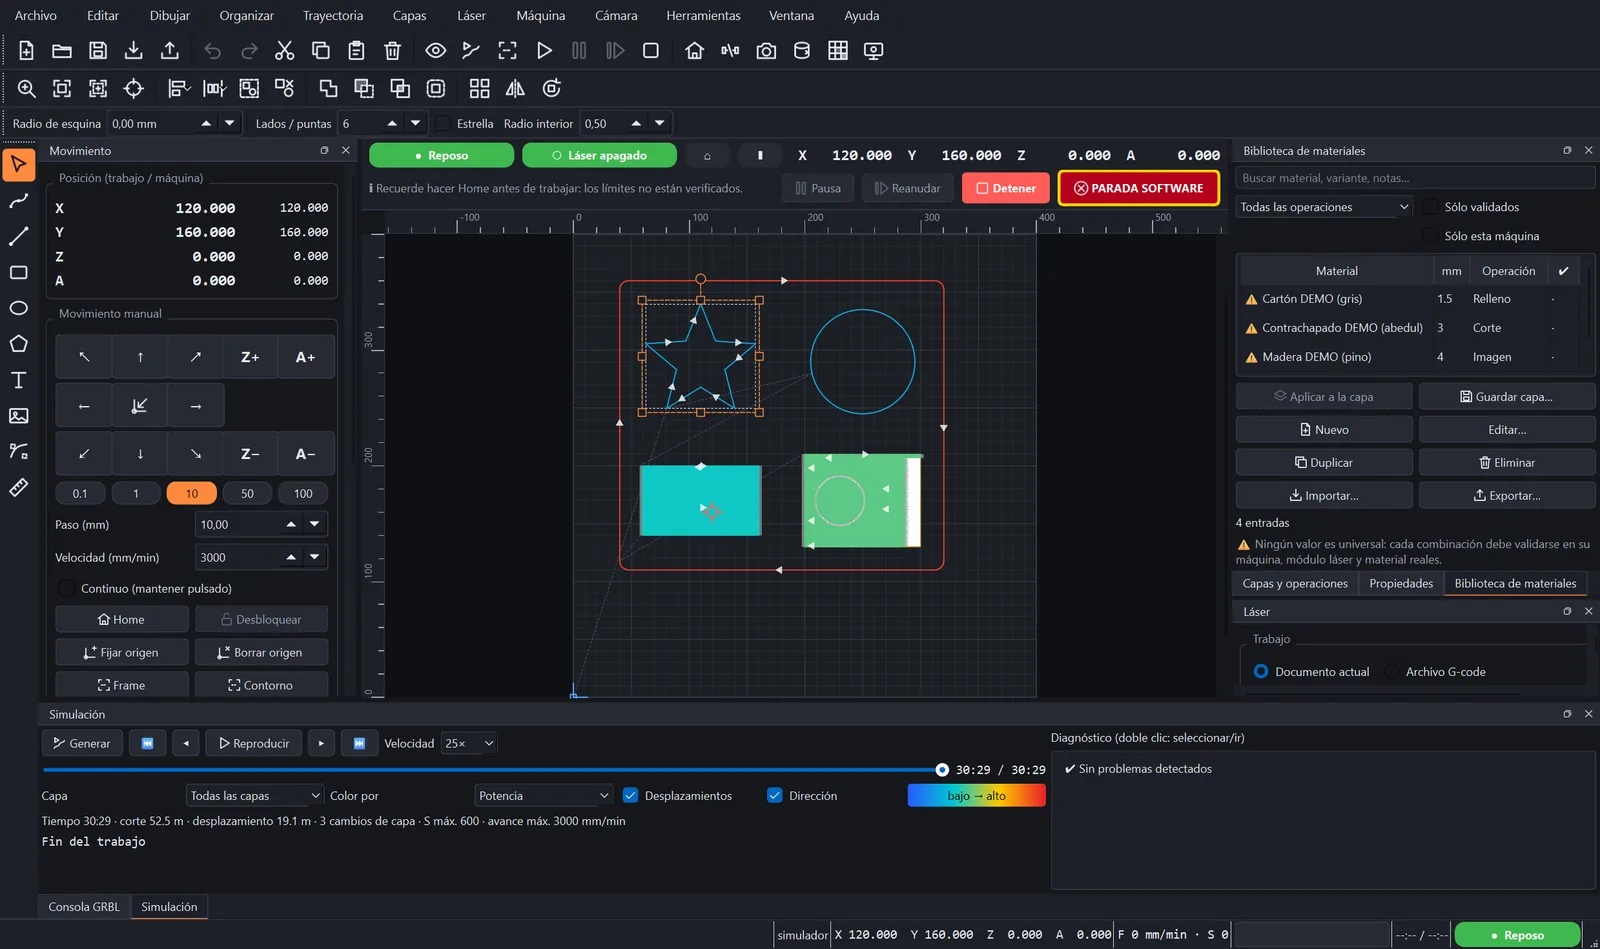 Archivo Editar Dibujar Organizar Trayectoria Capas Láser Máquina Cámara Herramientas Ventana Ayuda
Radio de esquina 0,00 mm Lados / puntas 6 Estrella Radio interior 0,50
Movimiento
Posición (trabajo / máquina)
X 120.000 120.000
Y 160.000 160.000
Z 0.000 0.000
A 0.000 0.000
Movimiento manual
↖ ↑ ↗ Z+ A+
← →
↙ ↓ ↘ Z− A−
0.1 1 10 50 100
Paso (mm) 10,00
Velocidad (mm/min) 3000
Continuo (mantener pulsado)
Home Desbloquear
Fijar origen Borrar origen
Frame Contorno
● Reposo Láser apagado X 120.000 Y 160.000 Z 0.000 A 0.000
ℹ Recuerde hacer Home antes de trabajar: los límites no están verificados. Pausa Reanudar Detener PARADA SOFTWARE
-100 0 100 200 300 400 500
300
200
100
0
Biblioteca de materiales
Buscar material, variante, notas...
Todas las operaciones Sólo validados
Sólo esta máquina
Material mm Operación ✔
Cartón DEMO (gris) 1.5 Relleno ·
Contrachapado DEMO (abedul) 3 Corte ·
Madera DEMO (pino) 4 Imagen ·
Aplicar a la capa Guardar capa...
Nuevo Editar...
Duplicar Eliminar
Importar... Exportar...
4 entradas
Ningún valor es universal: cada combinación debe validarse en su
máquina, módulo láser y material reales.
Capas y operaciones Propiedades Biblioteca de materiales
Láser
Trabajo
Documento actual Archivo G-code
Simulación
Generar Reproducir Velocidad 25×
30:29 / 30:29
Capa Todas las capas Color por Potencia Desplazamientos Dirección bajo → alto
Tiempo 30:29 · corte 52.5 m · desplazamiento 19.1 m · 3 cambios de capa · S máx. 600 · avance máx. 3000 mm/min
Fin del trabajo
Diagnóstico (doble clic: seleccionar/ir)
✔ Sin problemas detectados
Consola GRBL Simulación
simulador X 120.000 Y 160.000 Z 0.000 A 0.000 F 0 mm/min · S 0 --:-- / --:-- ● Reposo